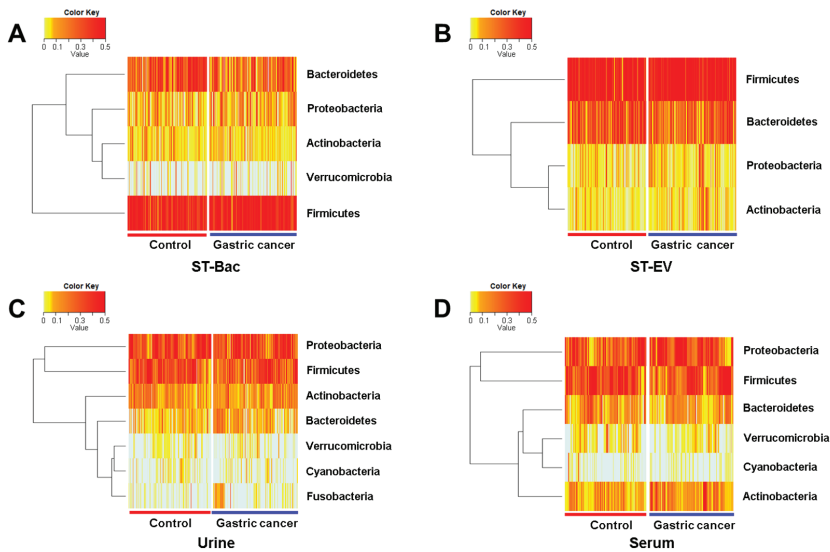 A
Color Key
0 0.1 0.3 0.5
Value
Bacteroidetes
Proteobacteria
Actinobacteria
Verrucomicrobia
Firmicutes
Control Gastric cancer
ST-Bac
B
Color Key
0 0.1 0.3 0.5
Value
Firmicutes
Bacteroidetes
Proteobacteria
Actinobacteria
Control Gastric cancer
ST-EV
C
Color Key
0 0.1 0.3 0.5
Value
Proteobacteria
Firmicutes
Actinobacteria
Bacteroidetes
Verrucomicrobia
Cyanobacteria
Fusobacteria
Control Gastric cancer
Urine
D
Color Key
0 0.1 0.3 0.5
Value
Proteobacteria
Firmicutes
Bacteroidetes
Verrucomicrobia
Cyanobacteria
Actinobacteria
Control Gastric cancer
Serum